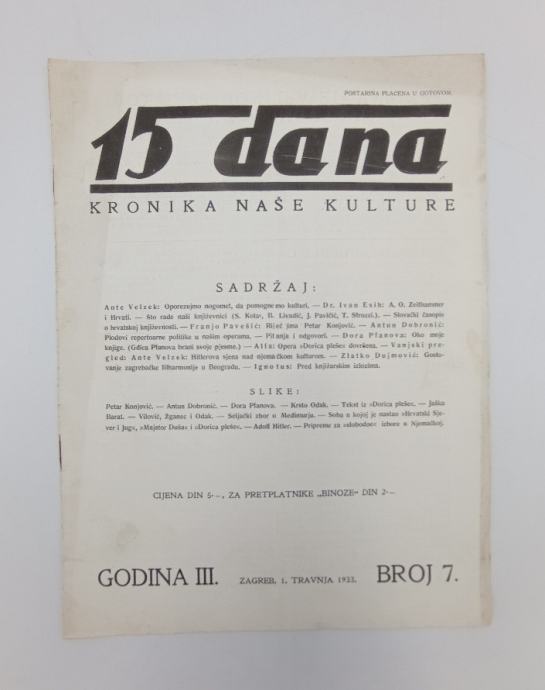 POŠTARINA PLAĆENA U GOTOVOM.
15 dana
KRONIKA NAŠE KULTURE
SADRŽAJ:
Ante Velzek: Oporezujmo nogomet, da pomognemo kulturi. — Dr. Ivan Esih: A. O. Zeithammer
i Hrvati. — Što rade naši književnici (S. Košar, B. Livadić, J. Pavičić, T. Strozzi.). — Slovački časopis
o hrvatskoj književnosti. — Franjo Pavešić: Riječ ima Petar Konjović. — Antun Dobronić:
Plodovi repertoarne politike u našim operama. — Pitanja i odgovori. — Dora Pfanova: Oko moje
knjige. (Gđica Pfanova brani svoje pjesme.) — Alfa: Opera »Dorica pleše« dovršena. — Vanjski pre-
gled: Ante Velzek: Hitlerova sjena nad njemačkom kulturom. — Zlatko Dujmović: Gosto-
vanje zagrebačke filharmonije u Beogradu. — Ignotus: Pred knjižarskim izlozima.
SLIKE:
Petar Konjović. — Antun Dobronić. — Dora Pfanova. — Krsto Odak. — Tekst iz »Dorica pleše«. — Jaška
Barat. — Vilović, Žganec i Odak. — Seljački zbor u Međimurju. — Soba u kojoj je nastao »Hrvatski Sje-
ver i Jug«, »Majstor Duša« i »Dorica pleše«. — Adolf Hitler. — Pripreme za »slobodne« izbore u Njemačkoj.
CIJENA DIN 5·—, ZA PRETPLATNIKE „BINOZE" DIN 2·—
GODINA III. ZAGREB, 1. TRAVNJA 1933. BROJ 7.